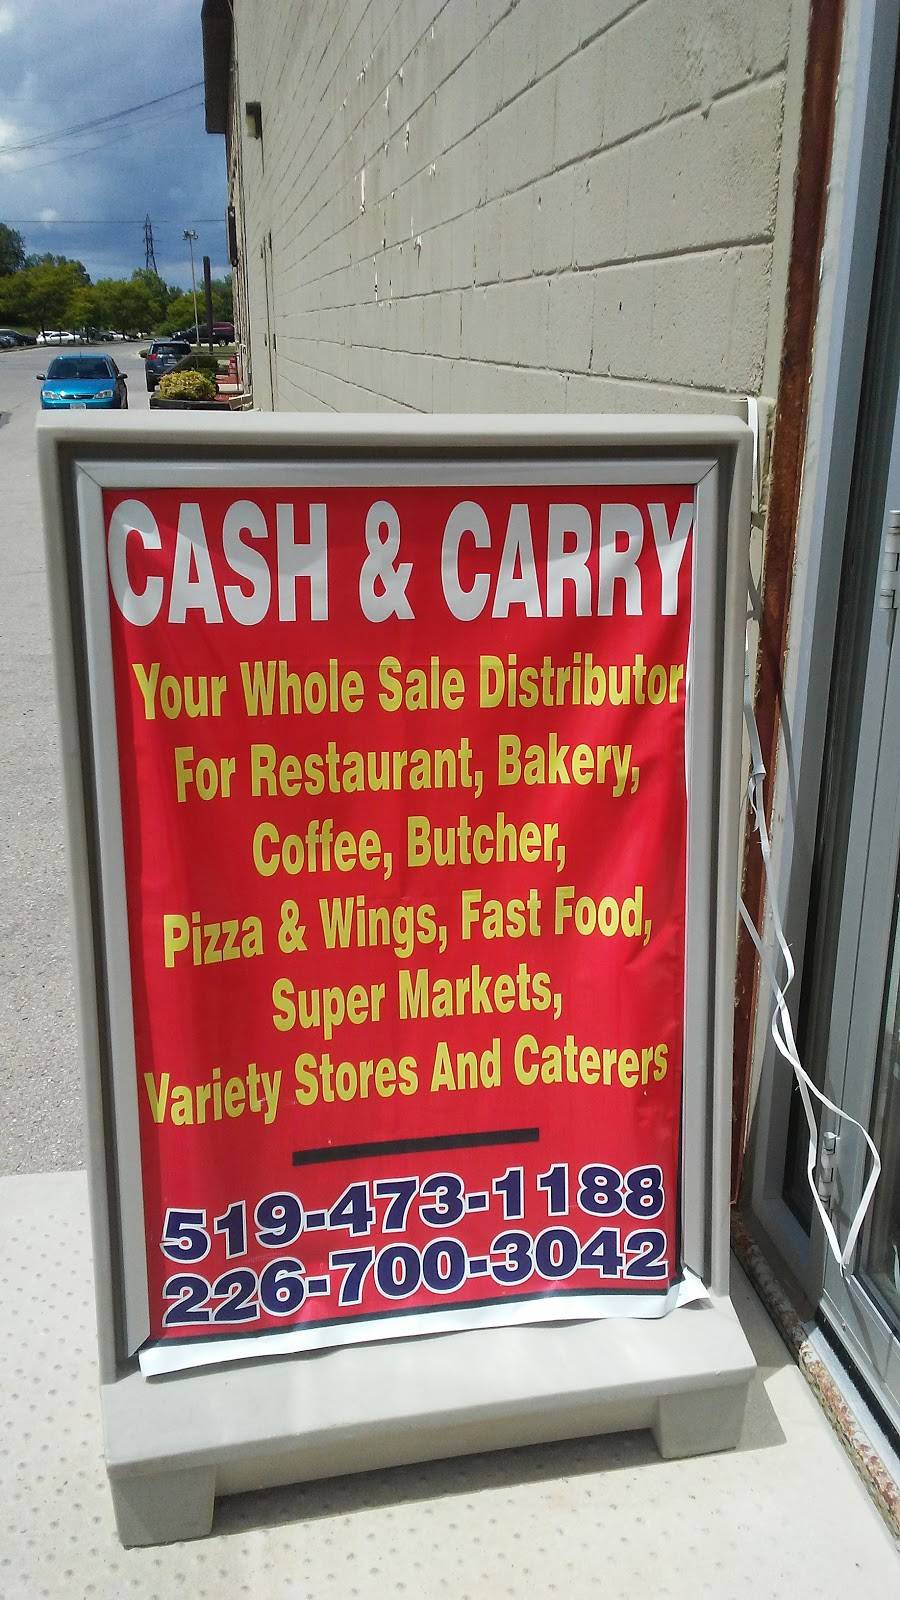 CASH & CARRY
Your Whole Sale Distributor
For Restaurant, Bakery,
Coffee, Butcher,
Pizza & Wings, Fast Food,
Super Markets,
Variety Stores And Caterers
519-473-1188
226-700-3042